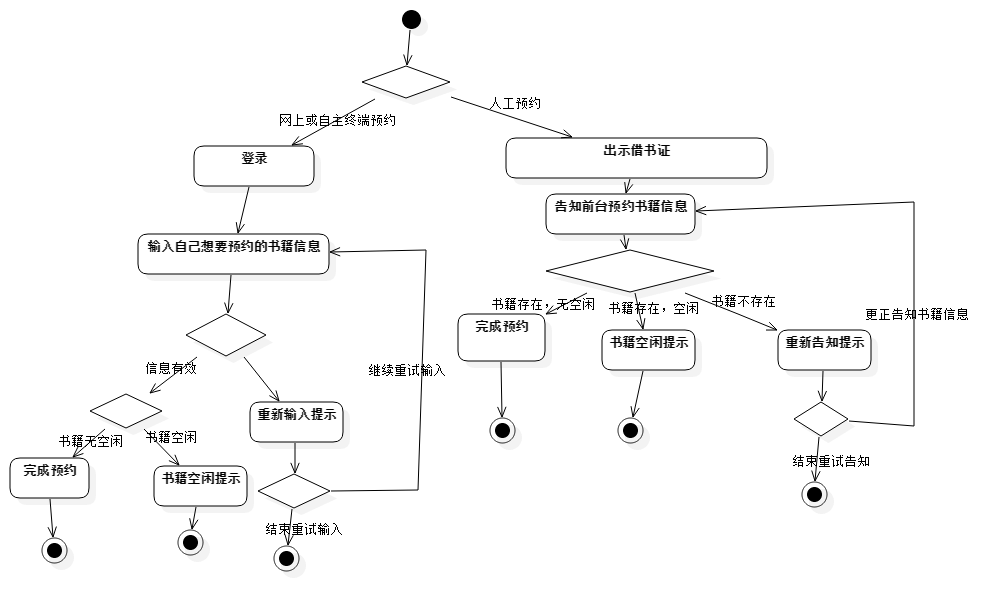 人工预约
网上或自主终端预约
登录
出示借书证
告知前台预约书籍信息
输入自己想要预约的书籍信息
书籍存在，无空闲
书籍存在，空闲
书籍不存在
更正告知书籍信息
完成预约
书籍空闲提示
重新告知提示
信息有效
继续重试输入
重新输入提示
书籍无空闲
书籍空闲
结束重试告知
完成预约
书籍空闲提示
结束重试输入